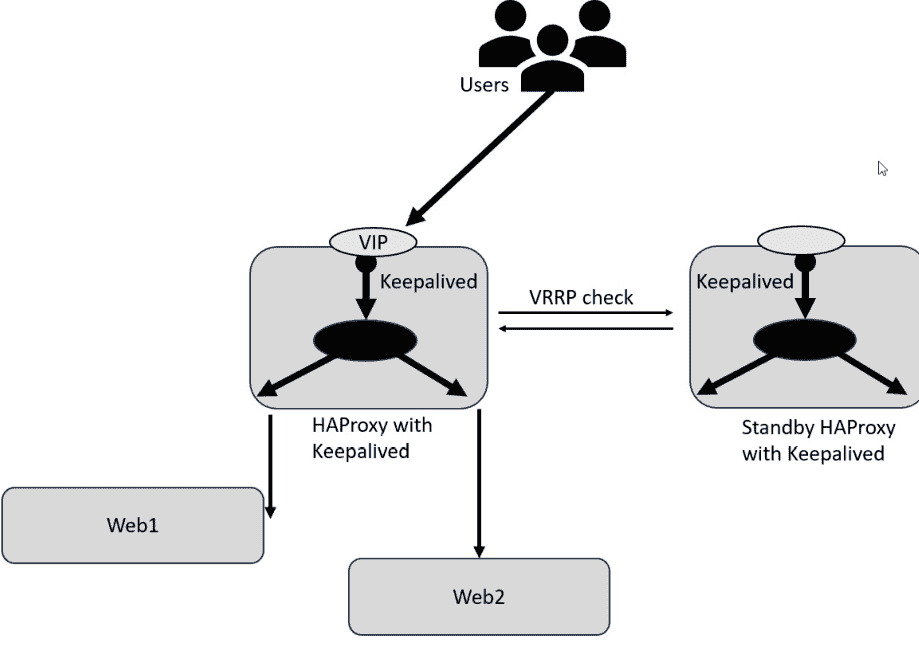 Users
VIP
Keepalived
VRRP check
Keepalived
HAProxy with
Keepalived
Standby HAProxy
with Keepalived
Web1
Web2